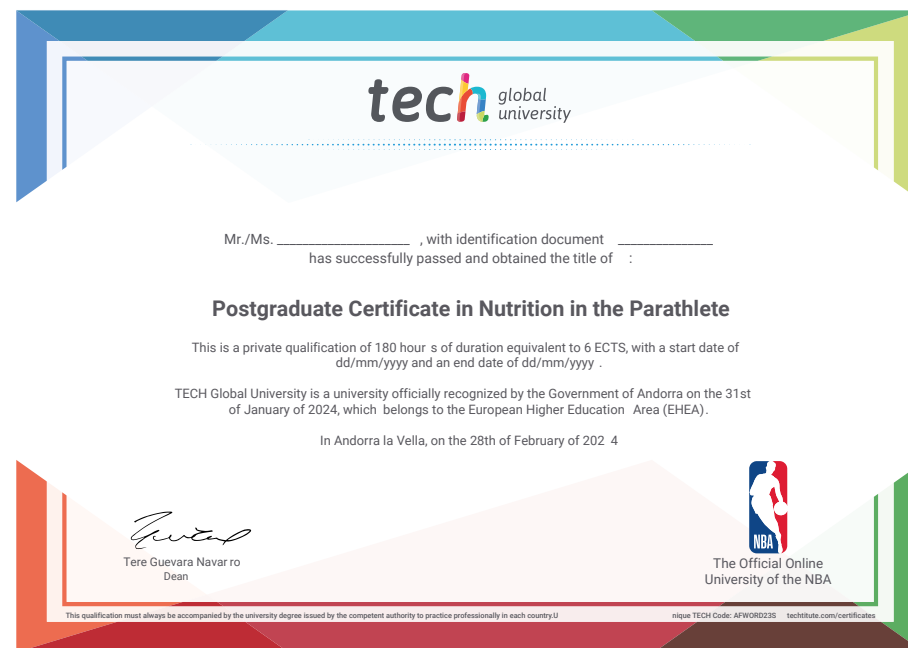 tech global university
Mr./Ms. ___________________ , with identification document ______________
has successfully passed and obtained the title of :
Postgraduate Certificate in Nutrition in the Parathlete
This is a private qualification of 180 hour s of duration equivalent to 6 ECTS, with a start date of
dd/mm/yyyy and an end date of dd/mm/yyyy .
TECH Global University is a university officially recognized by the Government of Andorra on the 31st
of January of 2024, which belongs to the European Higher Education Area (EHEA).
In Andorra la Vella, on the 28th of February of 202 4
NBA
Tere Guevara Navar ro
Dean
The Official Online
University of the NBA
This qualification must always be accompanied by the university degree issued by the competent authority to practice professionally in each country.U nique TECH Code: AFWORD23S techtitute.com/certificates